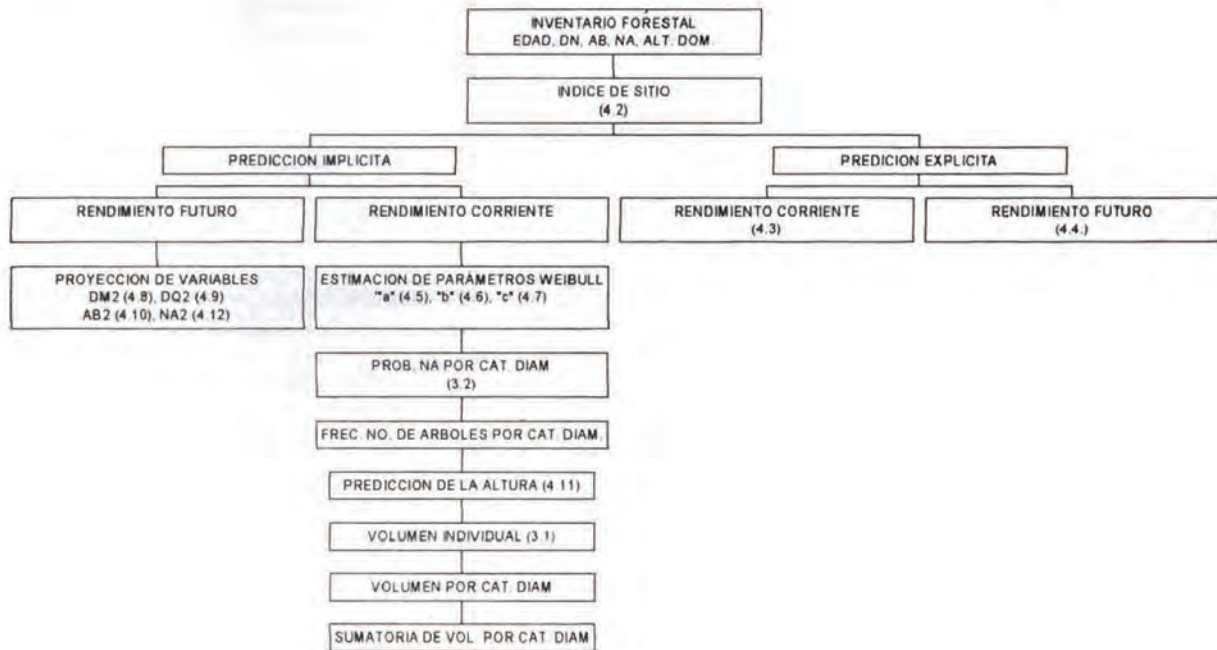 INVENTARIO FORESTAL
EDAD, DN, AB, NA, ALT. DOM.
INDICE DE SITIO
(4.2)
PREDICCION IMPLICITA
PREDICION EXPLICITA
RENDIMIENTO FUTURO
RENDIMIENTO CORRIENTE
RENDIMIENTO CORRIENTE
(4.3)
RENDIMIENTO FUTURO
(4.4.)
PROYECCION DE VARIABLES
DM2 (4.8), DQ2 (4.9)
AB2 (4.10), NA2 (4.12)
ESTIMACION DE PARÁMETROS WEIBULL
"a" (4.5), "b" (4.6), "c" (4.7)
PROB. NA POR CAT. DIAM
(3.2)
FREC. NO. DE ARBOLES POR CAT. DIAM.
PREDICCION DE LA ALTURA (4.11)
VOLUMEN INDIVIDUAL (3.1)
VOLUMEN POR CAT. DIAM
SUMATORIA DE VOL. POR CAT. DIAM